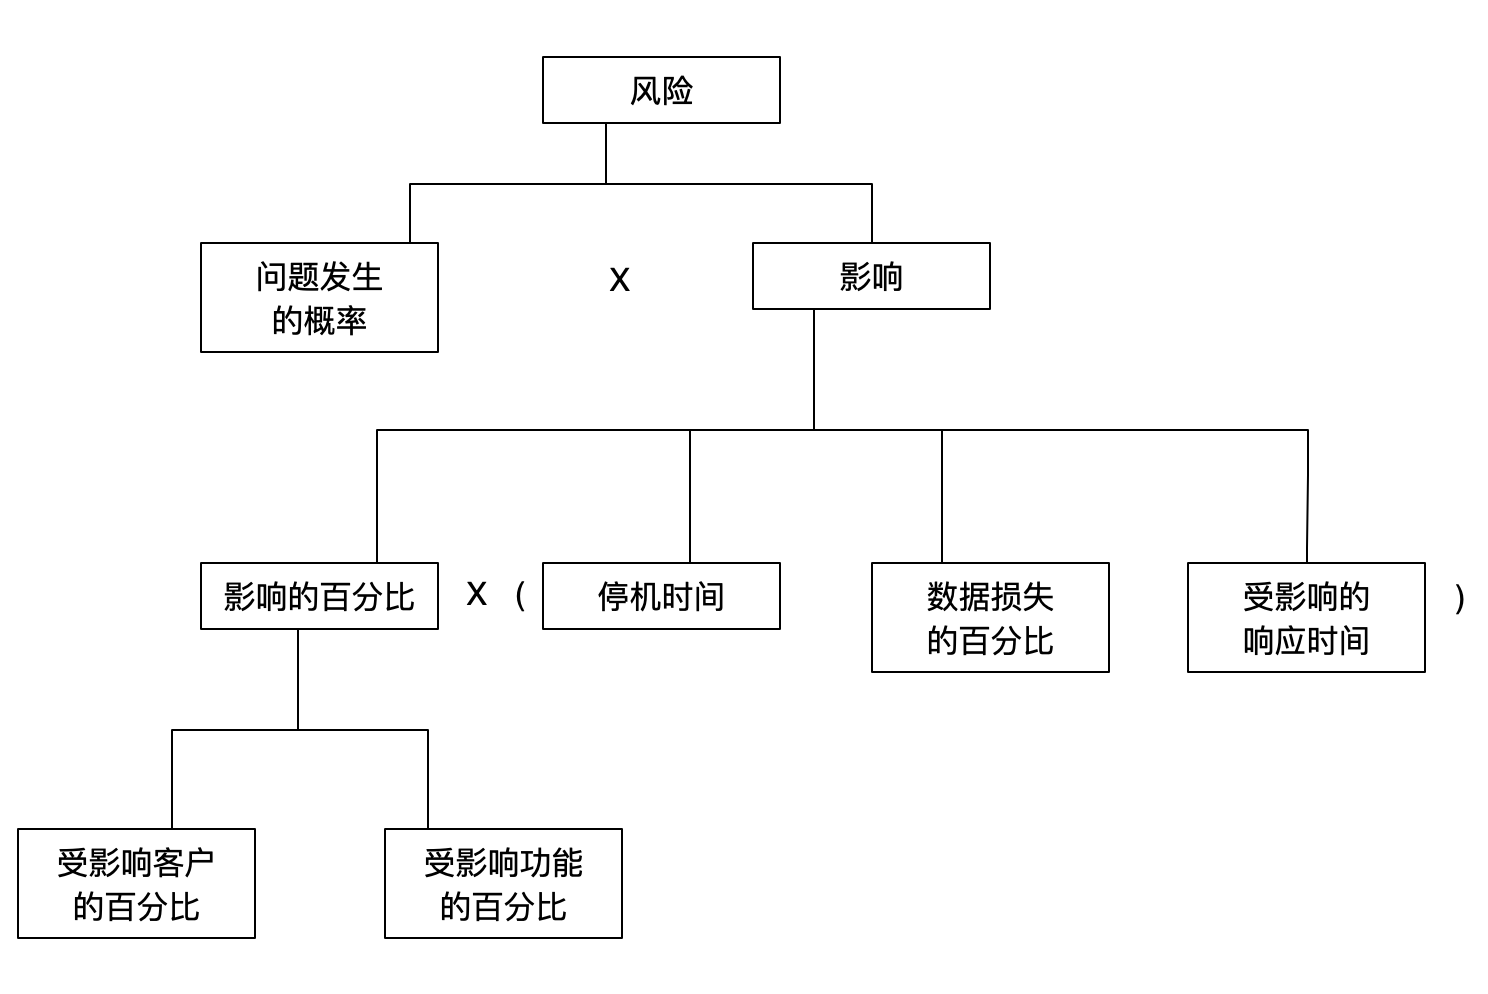 风险
问题发生
的概率
X
影响
影响的百分比
X
(
停机时间
数据损失
的百分比
受影响的
响应时间
)
受影响客户
的百分比
受影响功能
的百分比